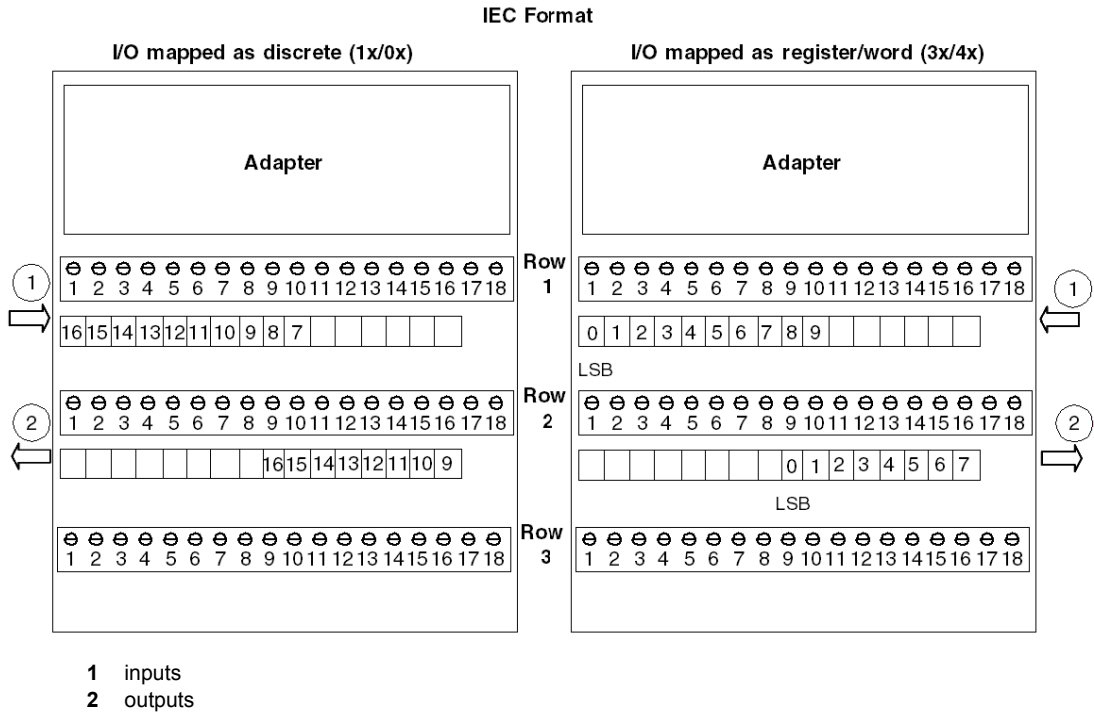 IEC Format
I/O mapped as discrete (1x/0x)
I/O mapped as register/word (3x/4x)
Adapter
Adapter
1
1 2 3 4 5 6 7 8 9 10 11 12 13 14 15 16 17 18
Row 1
1 2 3 4 5 6 7 8 9 10 11 12 13 14 15 16 17 18
1
16 15 14 13 12 11 10 9 8 7
0 1 2 3 4 5 6 7 8 9
LSB
2
1 2 3 4 5 6 7 8 9 10 11 12 13 14 15 16 17 18
Row 2
1 2 3 4 5 6 7 8 9 10 11 12 13 14 15 16 17 18
2
16 15 14 13 12 11 10 9
0 1 2 3 4 5 6 7
LSB
1 2 3 4 5 6 7 8 9 10 11 12 13 14 15 16 17 18
Row 3
1 2 3 4 5 6 7 8 9 10 11 12 13 14 15 16 17 18
1 inputs
2 outputs